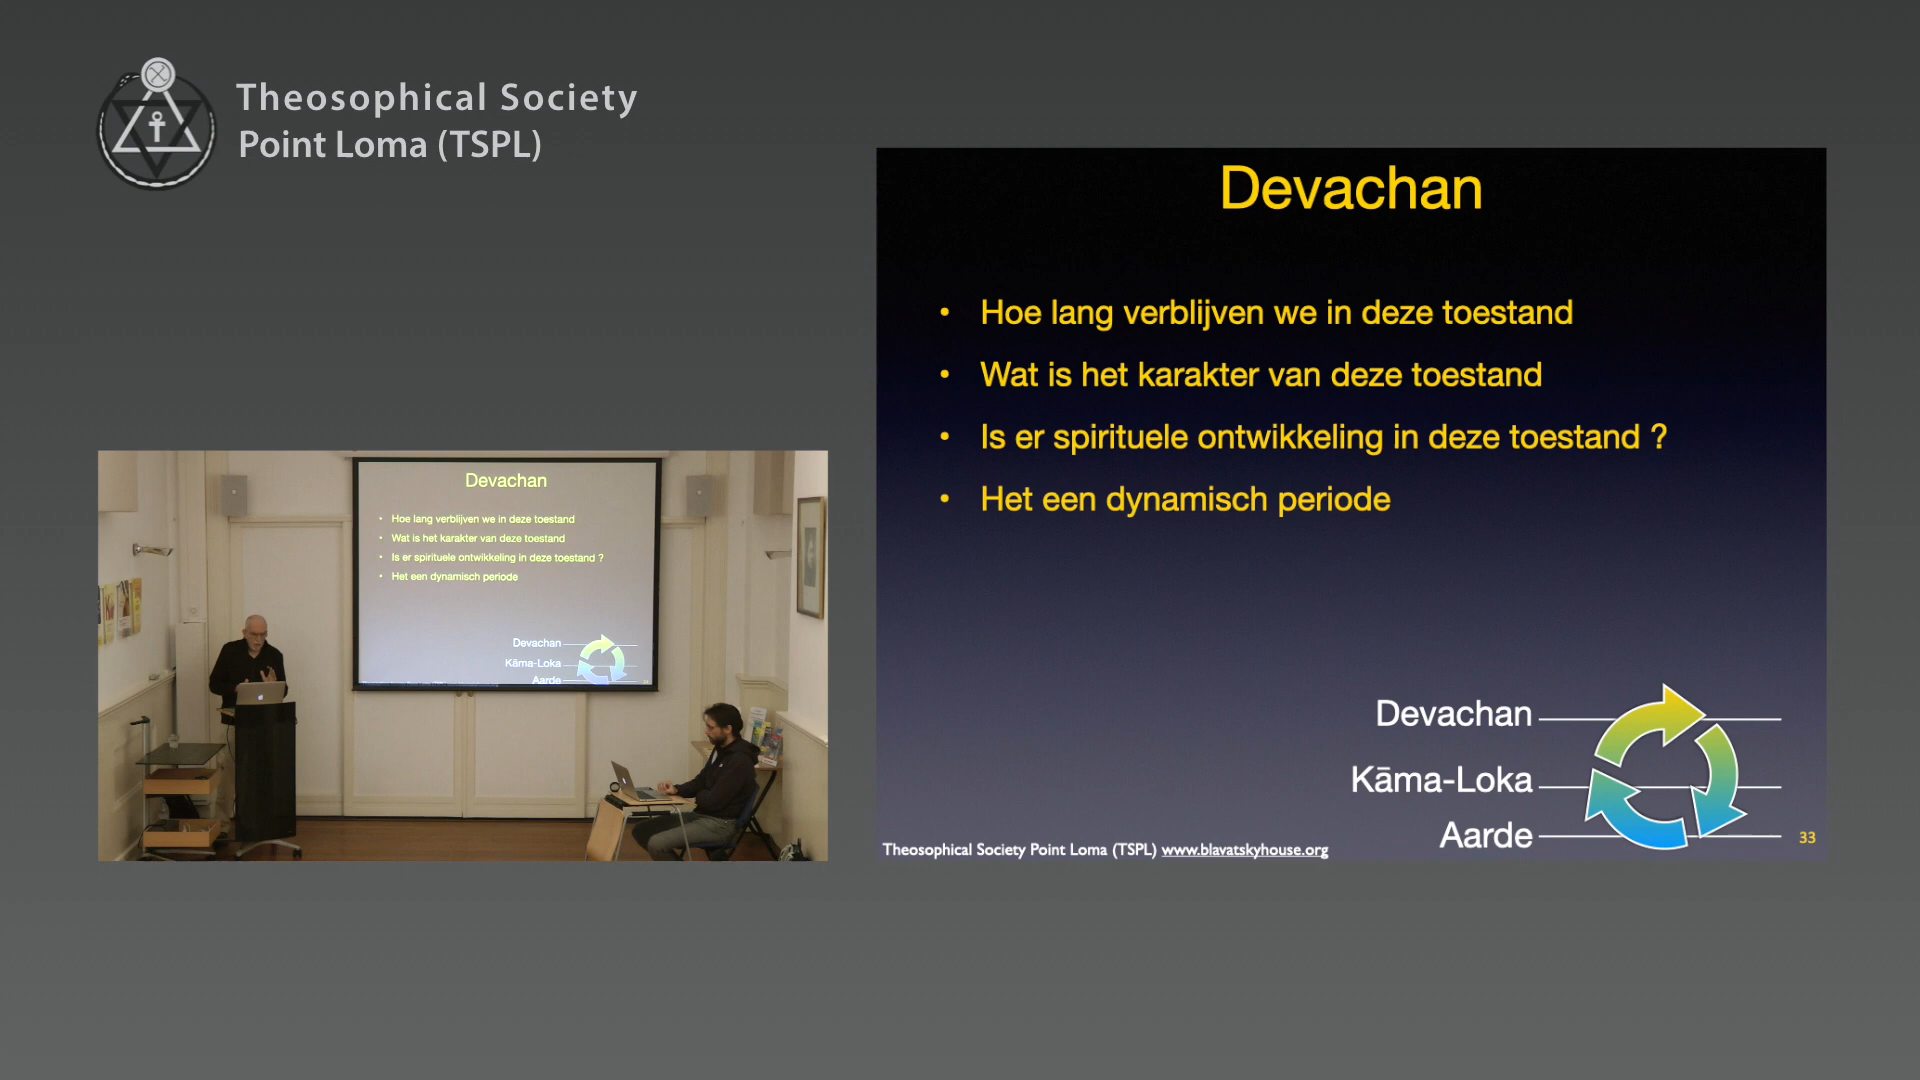 Theosophical Society
Point Loma (TSPL)
Devachan
• Hoe lang verblijven we in deze toestand
• Wat is het karakter van deze toestand
• Is er spirituele ontwikkeling in deze toestand ?
• Het een dynamisch periode
Devachan
Kāma-Loka
Aarde
Theosophical Society Point Loma (TSPL) www.blavatskyhouse.org
33
Devachan
• Hoe lang verblijven we in deze toestand
• Wat is het karakter van deze toestand
• Is er spirituele ontwikkeling in deze toestand ?
• Het een dynamisch periode
Devachan
Kāma-Loka
Aarde